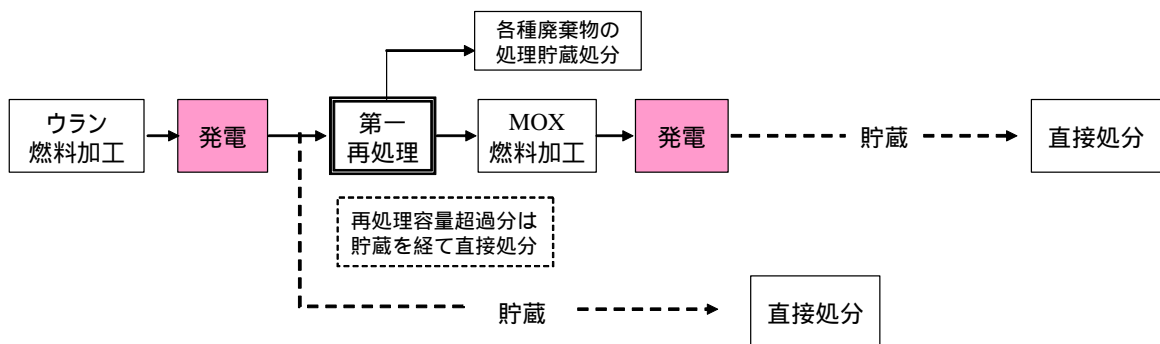 各種廃棄物の
処理貯蔵処分
ウラン
燃料加工
発電
第一
再処理
MOX
燃料加工
発電
貯蔵
直接処分
再処理容量超過分は
貯蔵を経て直接処分
貯蔵
直接処分